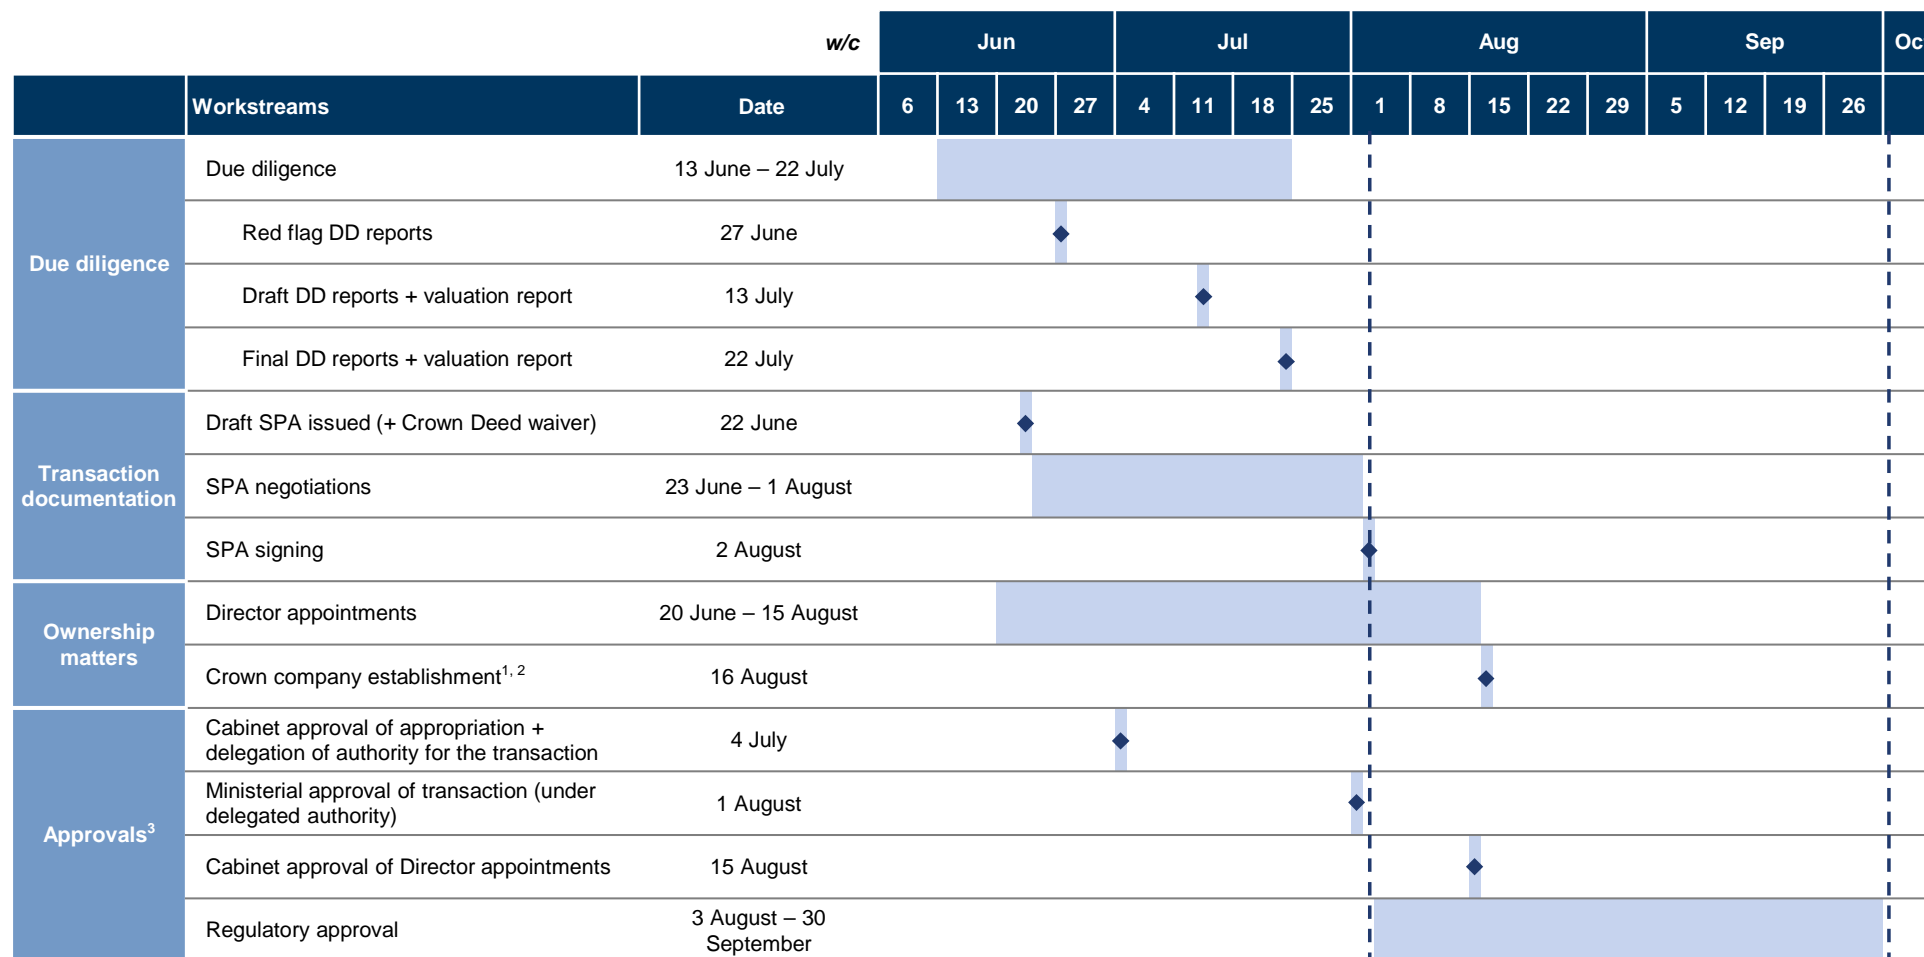 w/c Jun Jul Aug Sep Oc
Workstreams Date 6 13 20 27 4 11 18 25 1 8 15 22 29 5 12 19 26
Due diligence
Due diligence 13 June – 22 July
Red flag DD reports 27 June
Draft DD reports + valuation report 13 July
Final DD reports + valuation report 22 July
Transaction
documentation
Draft SPA issued (+ Crown Deed waiver) 22 June
SPA negotiations 23 June – 1 August
SPA signing 2 August
Ownership
matters
Director appointments 20 June – 15 August
Crown company establishment1, 2 16 August
Approvals3
Cabinet approval of appropriation +
delegation of authority for the transaction
4 July
Ministerial approval of transaction (under
delegated authority)
1 August
Cabinet approval of Director appointments 15 August
Regulatory approval
3 August – 30
September